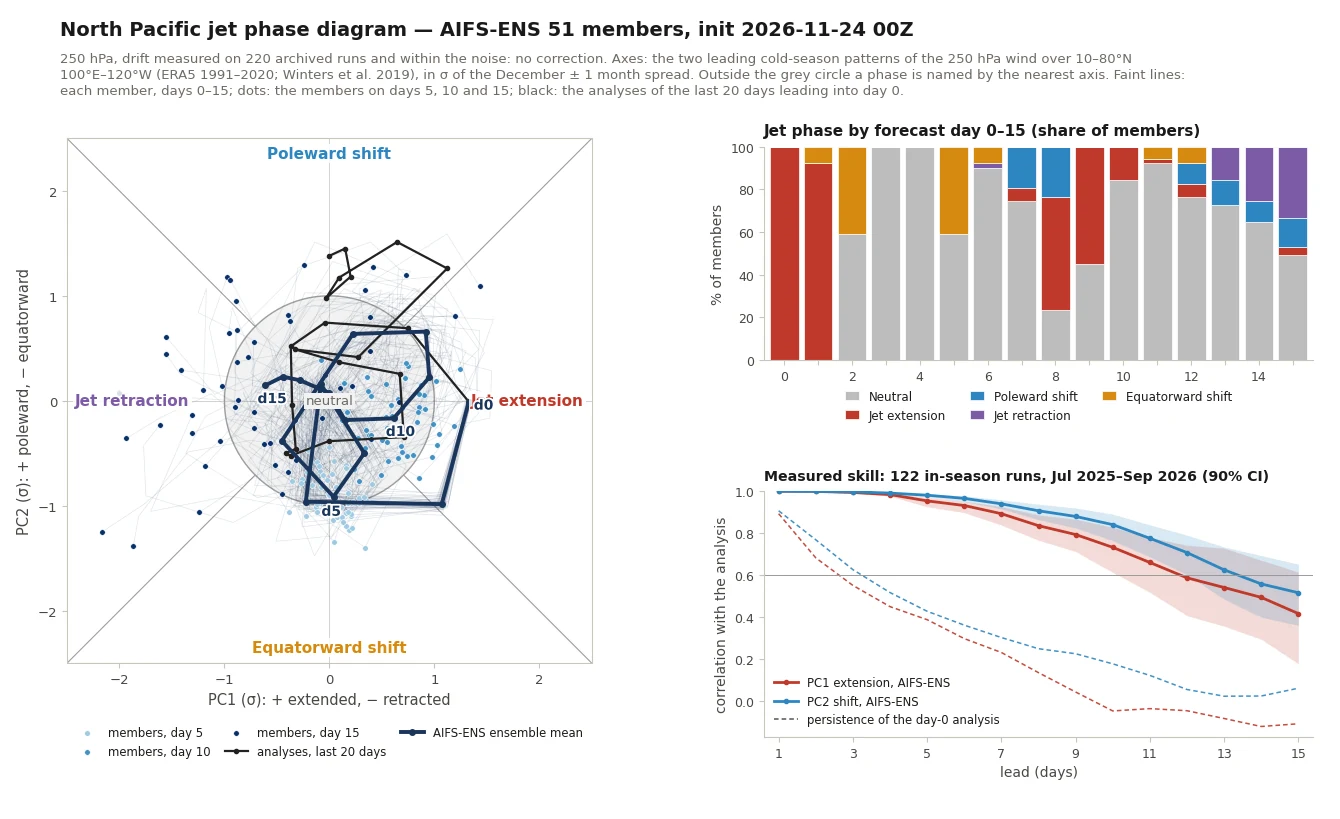 North Pacific jet phase diagram — AIFS-ENS 51 members, init 2026-11-24 00Z
250 hPa, drift measured on 220 archived runs and within the noise: no correction. Axes: the two leading cold-season patterns of the 250 hPa wind over 10–80°N
100°E–120°W (ERA5 1991–2020; Winters et al. 2019), in σ of the December ± 1 month spread. Outside the grey circle a phase is named by the nearest axis. Faint lines:
each member, days 0–15; dots: the members on days 5, 10 and 15; black: the analyses of the last 20 days leading into day 0.
Poleward shift
Jet retraction
neutral
Jet extension
Equatorward shift
d0
d5
d10
d15
2
1
0
−1
−2
−2
−1
0
1
2
PC2 (σ): + poleward, − equatorward
PC1 (σ): + extended, − retracted
members, day 5
members, day 10
members, day 15
analyses, last 20 days
AIFS-ENS ensemble mean
Jet phase by forecast day 0–15 (share of members)
100
80
60
40
20
0
% of members
0
2
4
6
8
10
12
14
Neutral
Jet extension
Poleward shift
Jet retraction
Equatorward shift
Measured skill: 122 in-season runs, Jul 2025–Sep 2026 (90% CI)
1.0
0.8
0.6
0.4
0.2
0.0
correlation with the analysis
PC1 extension, AIFS-ENS
PC2 shift, AIFS-ENS
persistence of the day-0 analysis
1
3
5
7
9
11
13
15
lead (days)